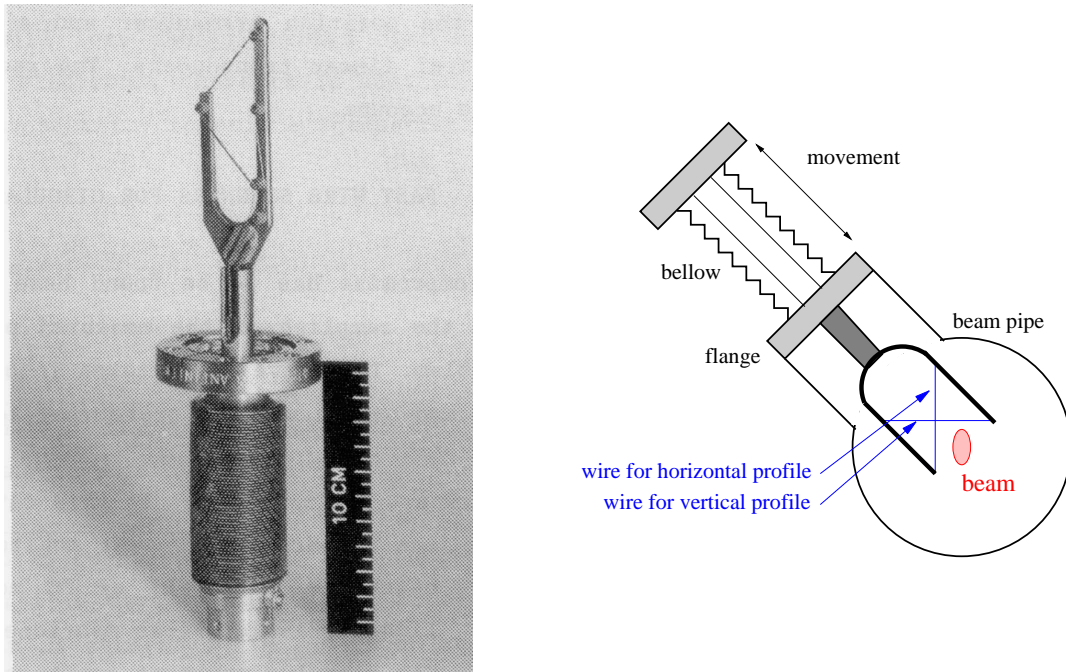 10 CM
movement
bellow
flange
beam pipe
wire for horizontal profile
wire for vertical profile
beam